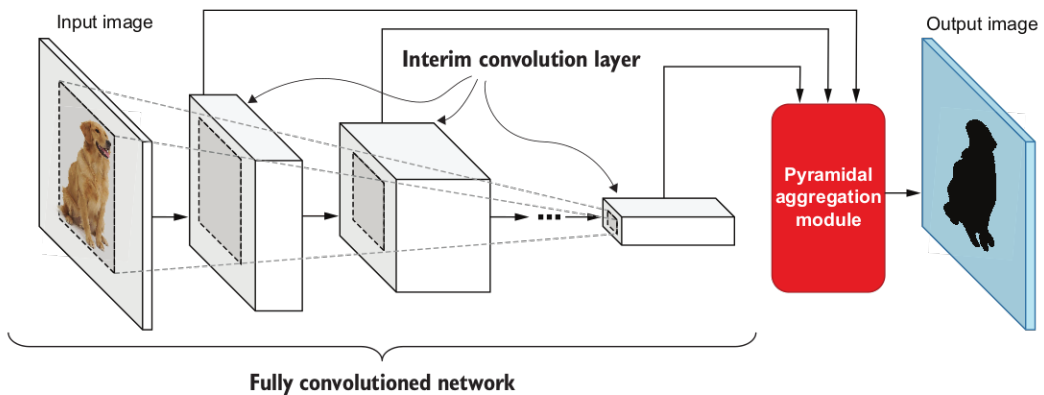 Input image
Output image
Interim convolution layer
Pyramidal
aggregation
module
Fully convolutioned network